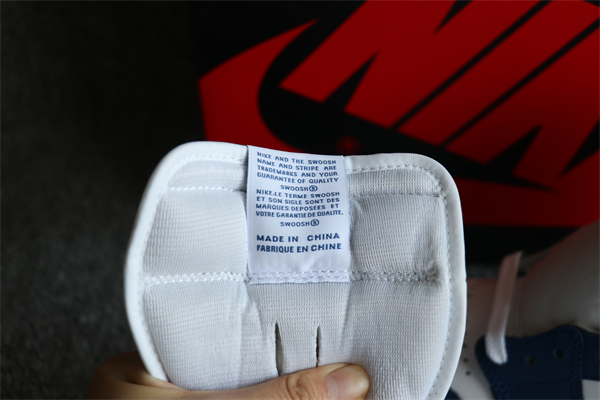 NIKE
NIKE AND THE SWOOSH
NAME AND STRIPE ARE
TRADEMARKS AND YOUR
GUARANTEE OF QUALITY
SWOOSH®
NIKE.LE TERME SWOOSH
ET SON SIGLE SONT DES
MARQUES DEPOSEES ET
VOTRE GARANTIE DE QUALITE.
SWOOSH®
MADE IN CHINA
FABRIQUE EN CHINE